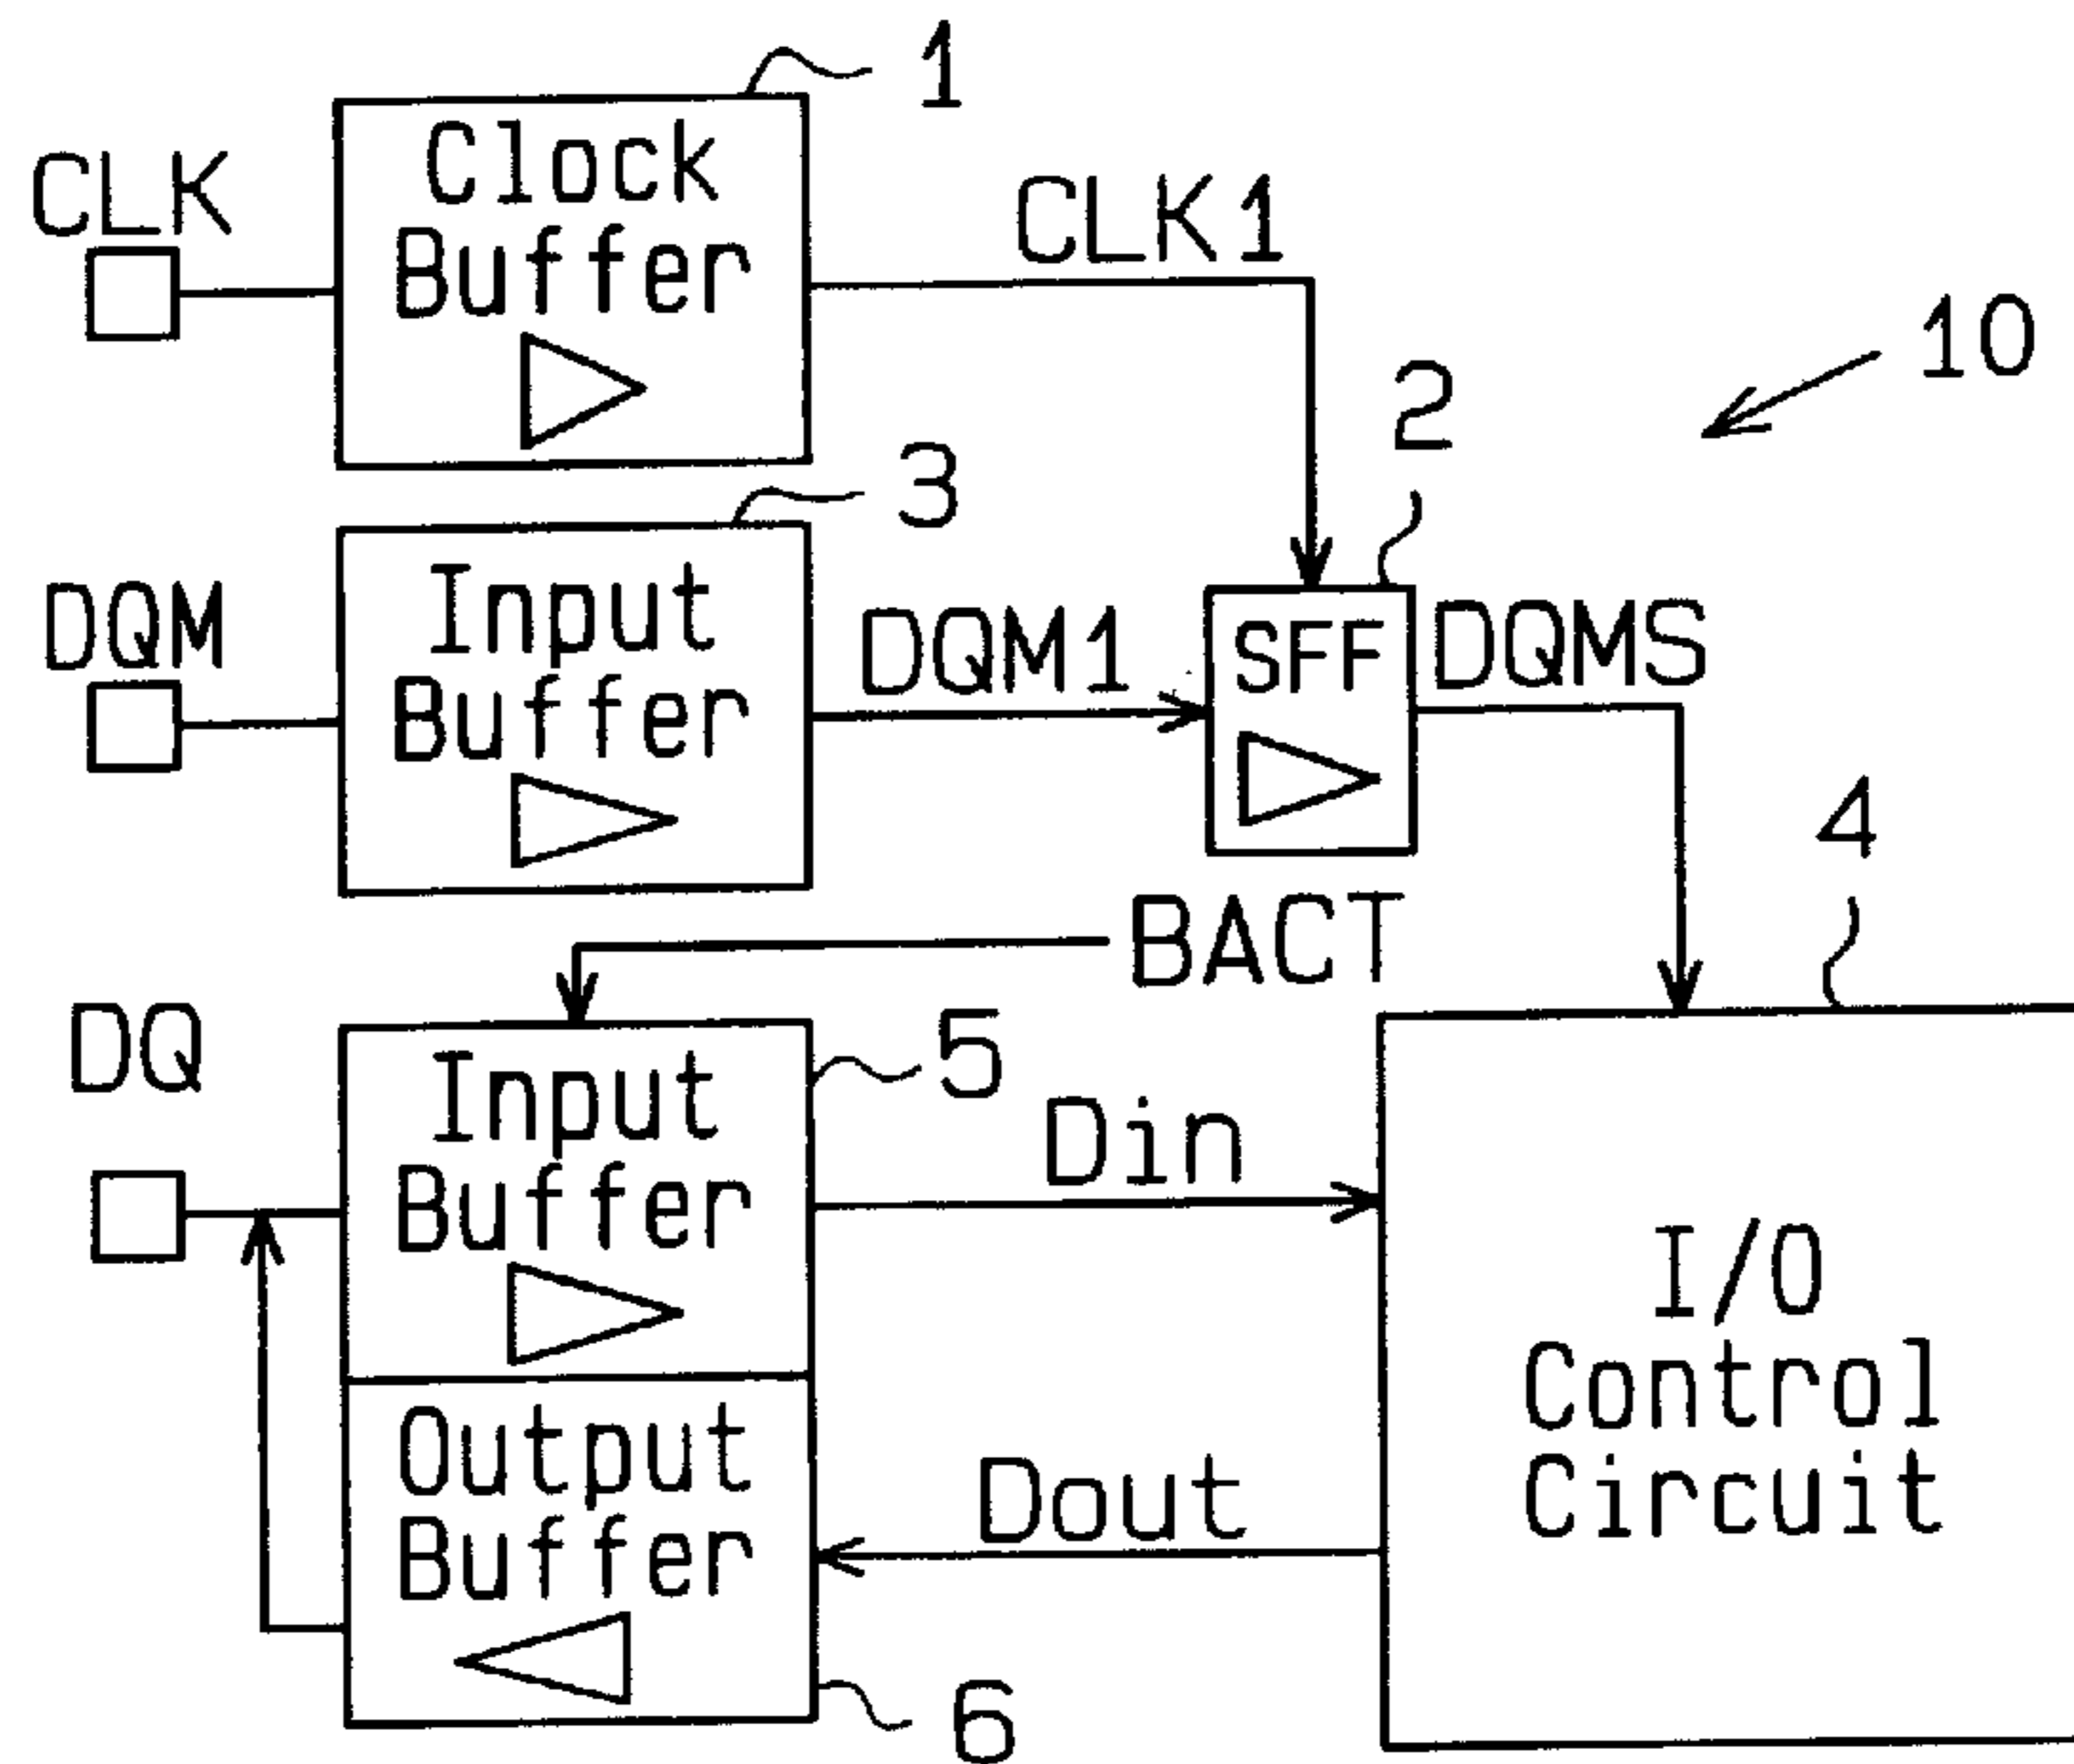 1
CLK
Clock
Buffer
CLK1
10
2
3
DQM
Input
Buffer
DQM1
SFF
DQMS
4
BACT
DQ
5
Input
Buffer
Din
I/O
Control
Circuit
Output
Buffer
Dout
6